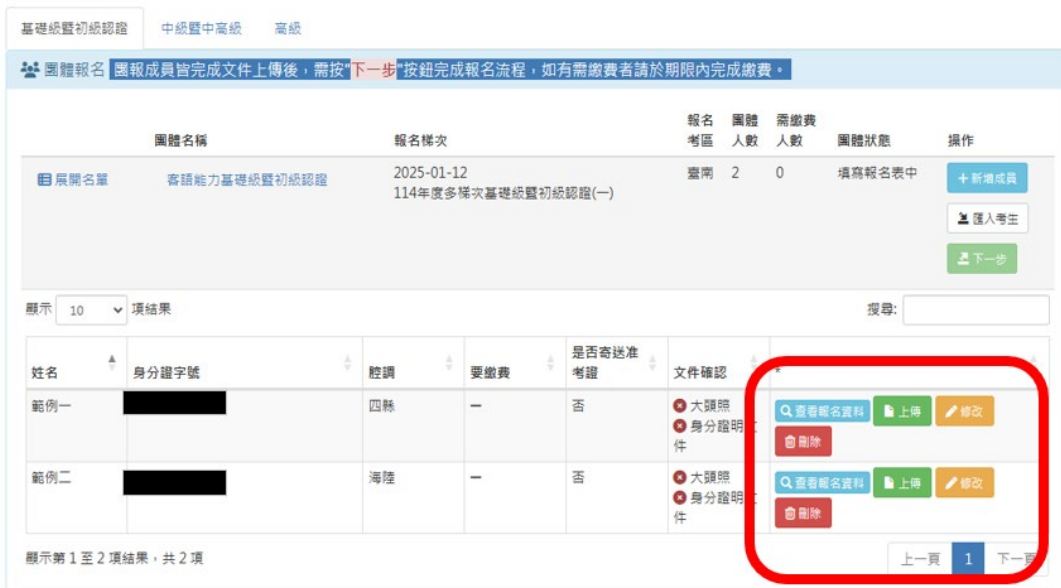 基礎級暨初級認證 中級暨中高級 高級
團體報名 團報成員皆完成文件上傳後，需按"下一步"按鈕完成報名流程，如有需繳費者請於期限內完成繳費。
報名 團體 需繳費
團體名稱 報名梯次 考區 人數 人數 團體狀態 操作
展開名單 客語能力基礎級暨初級認證 2025-01-12 臺南 2 0 填寫報名表中 +新增成員
114年度多梯次基礎級暨初級認證(一)
匯入考生
下一步
顯示 10 項結果 搜尋:
是否寄送准
姓名 身分證字號 腔調 要繳費 考證 文件確認 *
範例一 四縣 — 否 大頭照 查看報名資料 上傳 修改
身分證明文
件 刪除
範例二 海陸 — 否 大頭照 查看報名資料 上傳 修改
身分證明文
件 刪除
顯示第 1 至 2 項結果，共 2 項 上一頁 1 下一頁